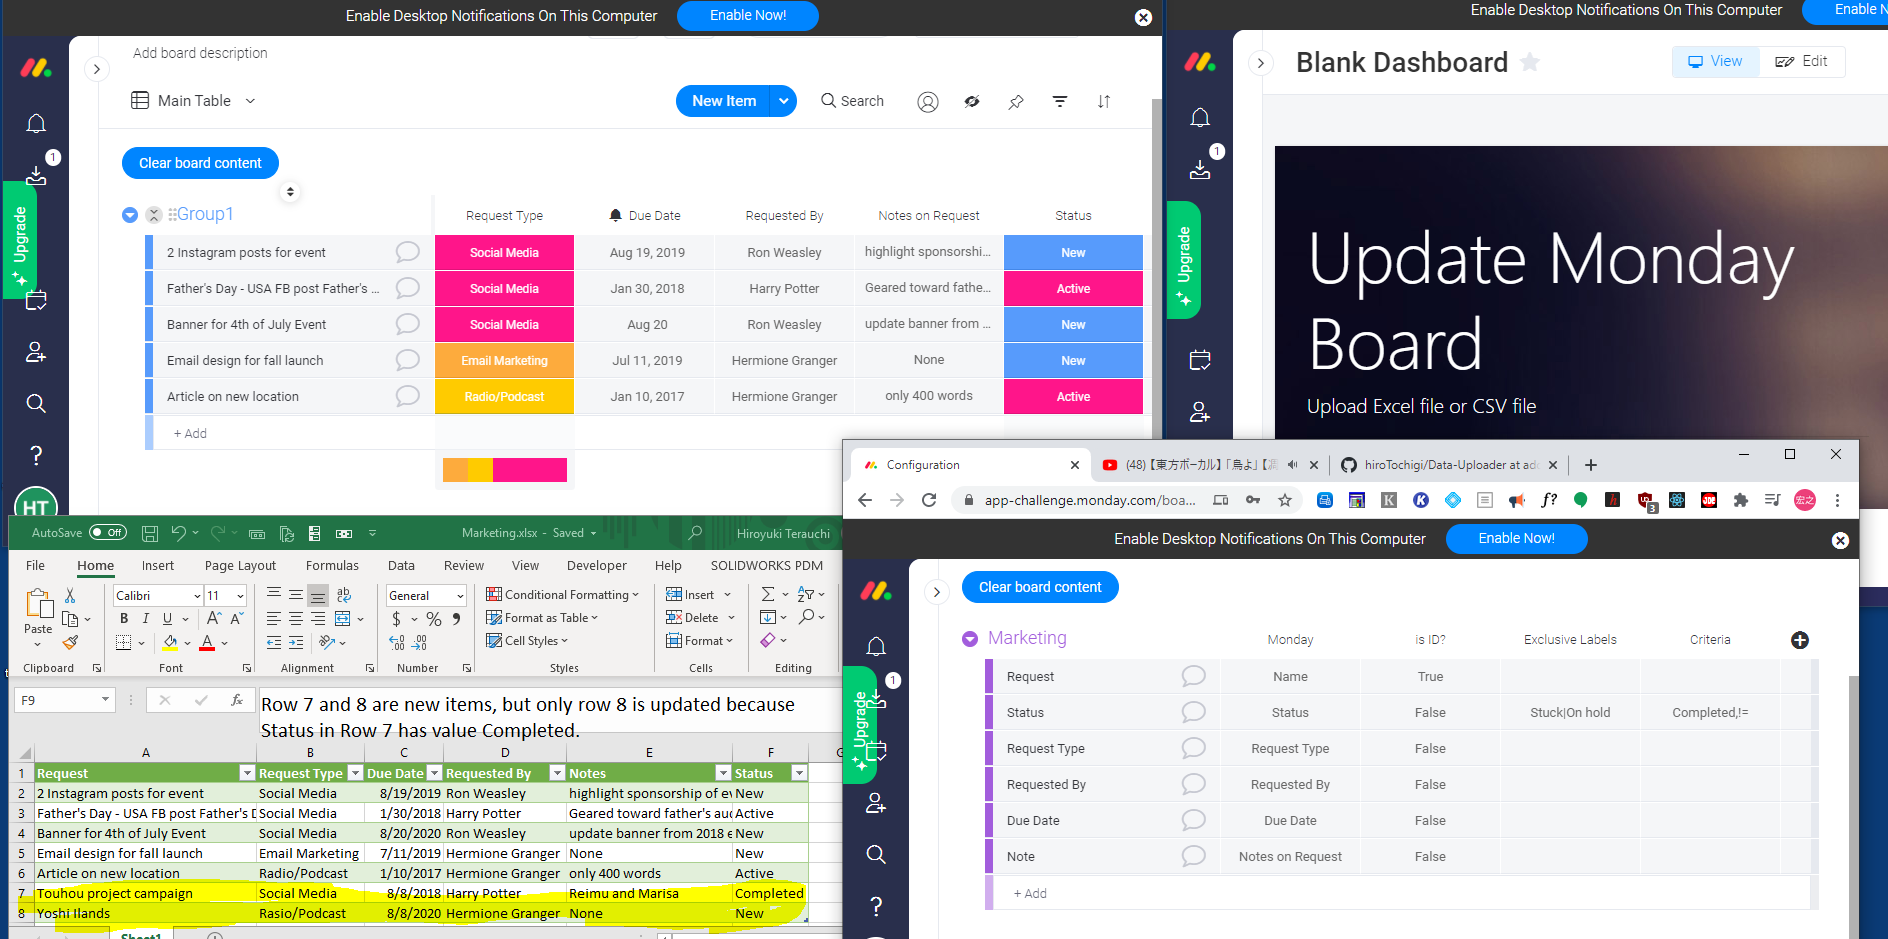 Enable Desktop Notifications On This Computer
Enable Now!
Add board description
Main Table
New Item
Search
Clear board content
1
Upgrade
Group1
Request Type
Due Date
Requested By
Notes on Request
Status
2 Instagram posts for event
Social Media
Aug 19, 2019
Ron Weasley
highlight sponsorshi...
New
Father's Day - USA FB post Father's ...
Social Media
Jan 30, 2018
Harry Potter
Geared toward fathe...
Active
Banner for 4th of July Event
Social Media
Aug 20
Ron Weasley
update banner from ...
New
Email design for fall launch
Email Marketing
Jul 11, 2019
Hermione Granger
None
New
Article on new location
Radio/Podcast
Jan 10, 2017
Hermione Granger
only 400 words
Active
+ Add
?
HT
Enable Desktop Notifications On This Computer
Enable N
Blank Dashboard
View
Edit
1
Upgrade
Update Monday
Board
Upload Excel file or CSV file
AutoSave
Off
Marketing.xlsx - Saved
Hiroyuki Terauchi
File
Home
Insert
Page Layout
Formulas
Data
Review
View
Developer
Help
SOLIDWORKS PDM
Paste
Clipboard
Calibri
11
B I U
Font
Alignment
General
$ % 9
Number
Conditional Formatting
Format as Table
Cell Styles
Styles
Insert
Delete
Format
Cells
Editing
F9
fx
Row 7 and 8 are new items, but only row 8 is updated because
Status in Row 7 has value Completed.
A B C D E F
1 Request Request Type Due Date Requested By Notes Status
2 2 Instagram posts for event Social Media 8/19/2019 Ron Weasley highlight sponsorship of ev New
3 Father's Day - USA FB post Father's D Social Media 1/30/2018 Harry Potter Geared toward father's aud Active
4 Banner for 4th of July Event Social Media 8/20/2020 Ron Weasley update banner from 2018 e New
5 Email design for fall launch Email Marketing 7/11/2019 Hermione Granger None New
6 Article on new location Radio/Podcast 1/10/2017 Hermione Granger only 400 words Active
7 Touhou project campaign Social Media 8/8/2018 Harry Potter Reimu and Marisa Completed
8 Yoshi Ilands Rasio/Podcast 8/8/2020 Hermione Granger None New
Sheet1
Configuration
(48) 【東方ボーカル】「鳥よ」【
hiroTochigi/Data-Uploader at ad
app-challenge.monday.com/boa...
宏之
Enable Desktop Notifications On This Computer
Enable Now!
Clear board content
1
Upgrade
Marketing
Monday
is ID?
Exclusive Labels
Criteria
Request
Name
True
Status
Status
False
Stuck|On hold
Completed,!=
Request Type
Request Type
False
Requested By
Requested By
False
Due Date
Due Date
False
Note
Notes on Request
False
+ Add
?